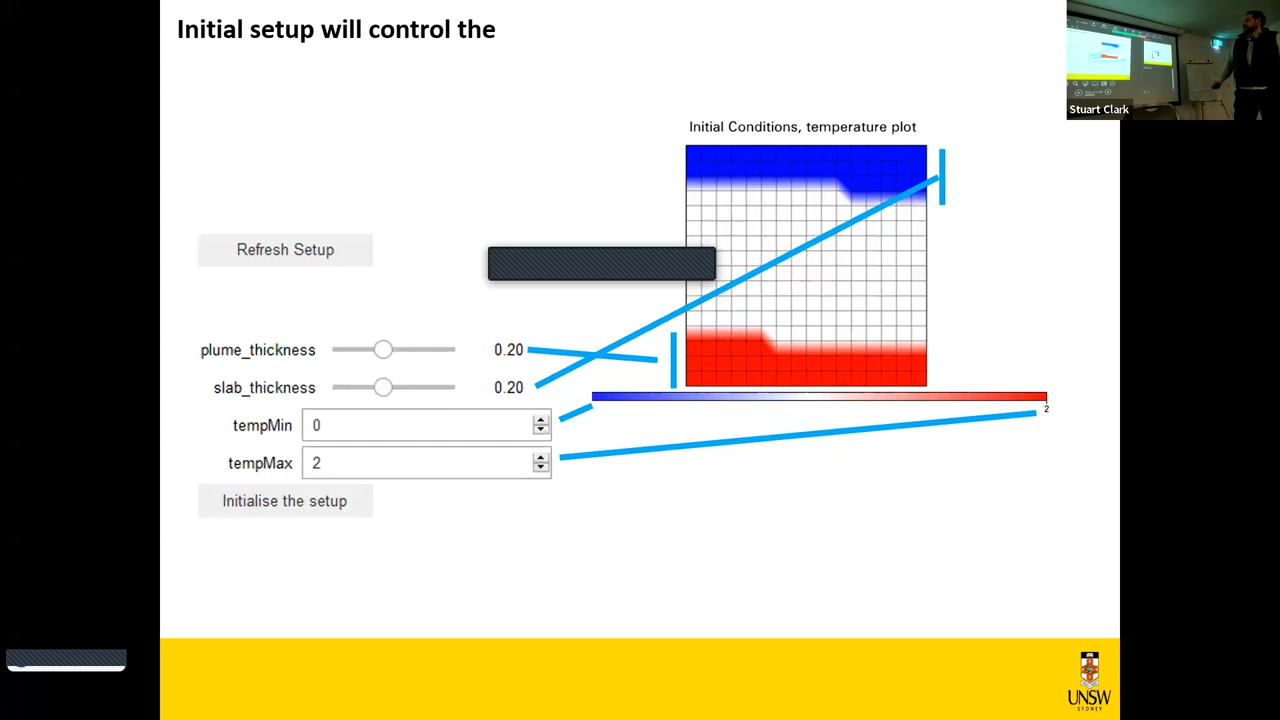 Initial setup will control the
Stuart Clark
Initial Conditions, temperature plot
Refresh Setup
plume_thickness 0.20
slab_thickness 0.20
tempMin 0
2
tempMax 2
Initialise the setup
UNSW
SYDNEY